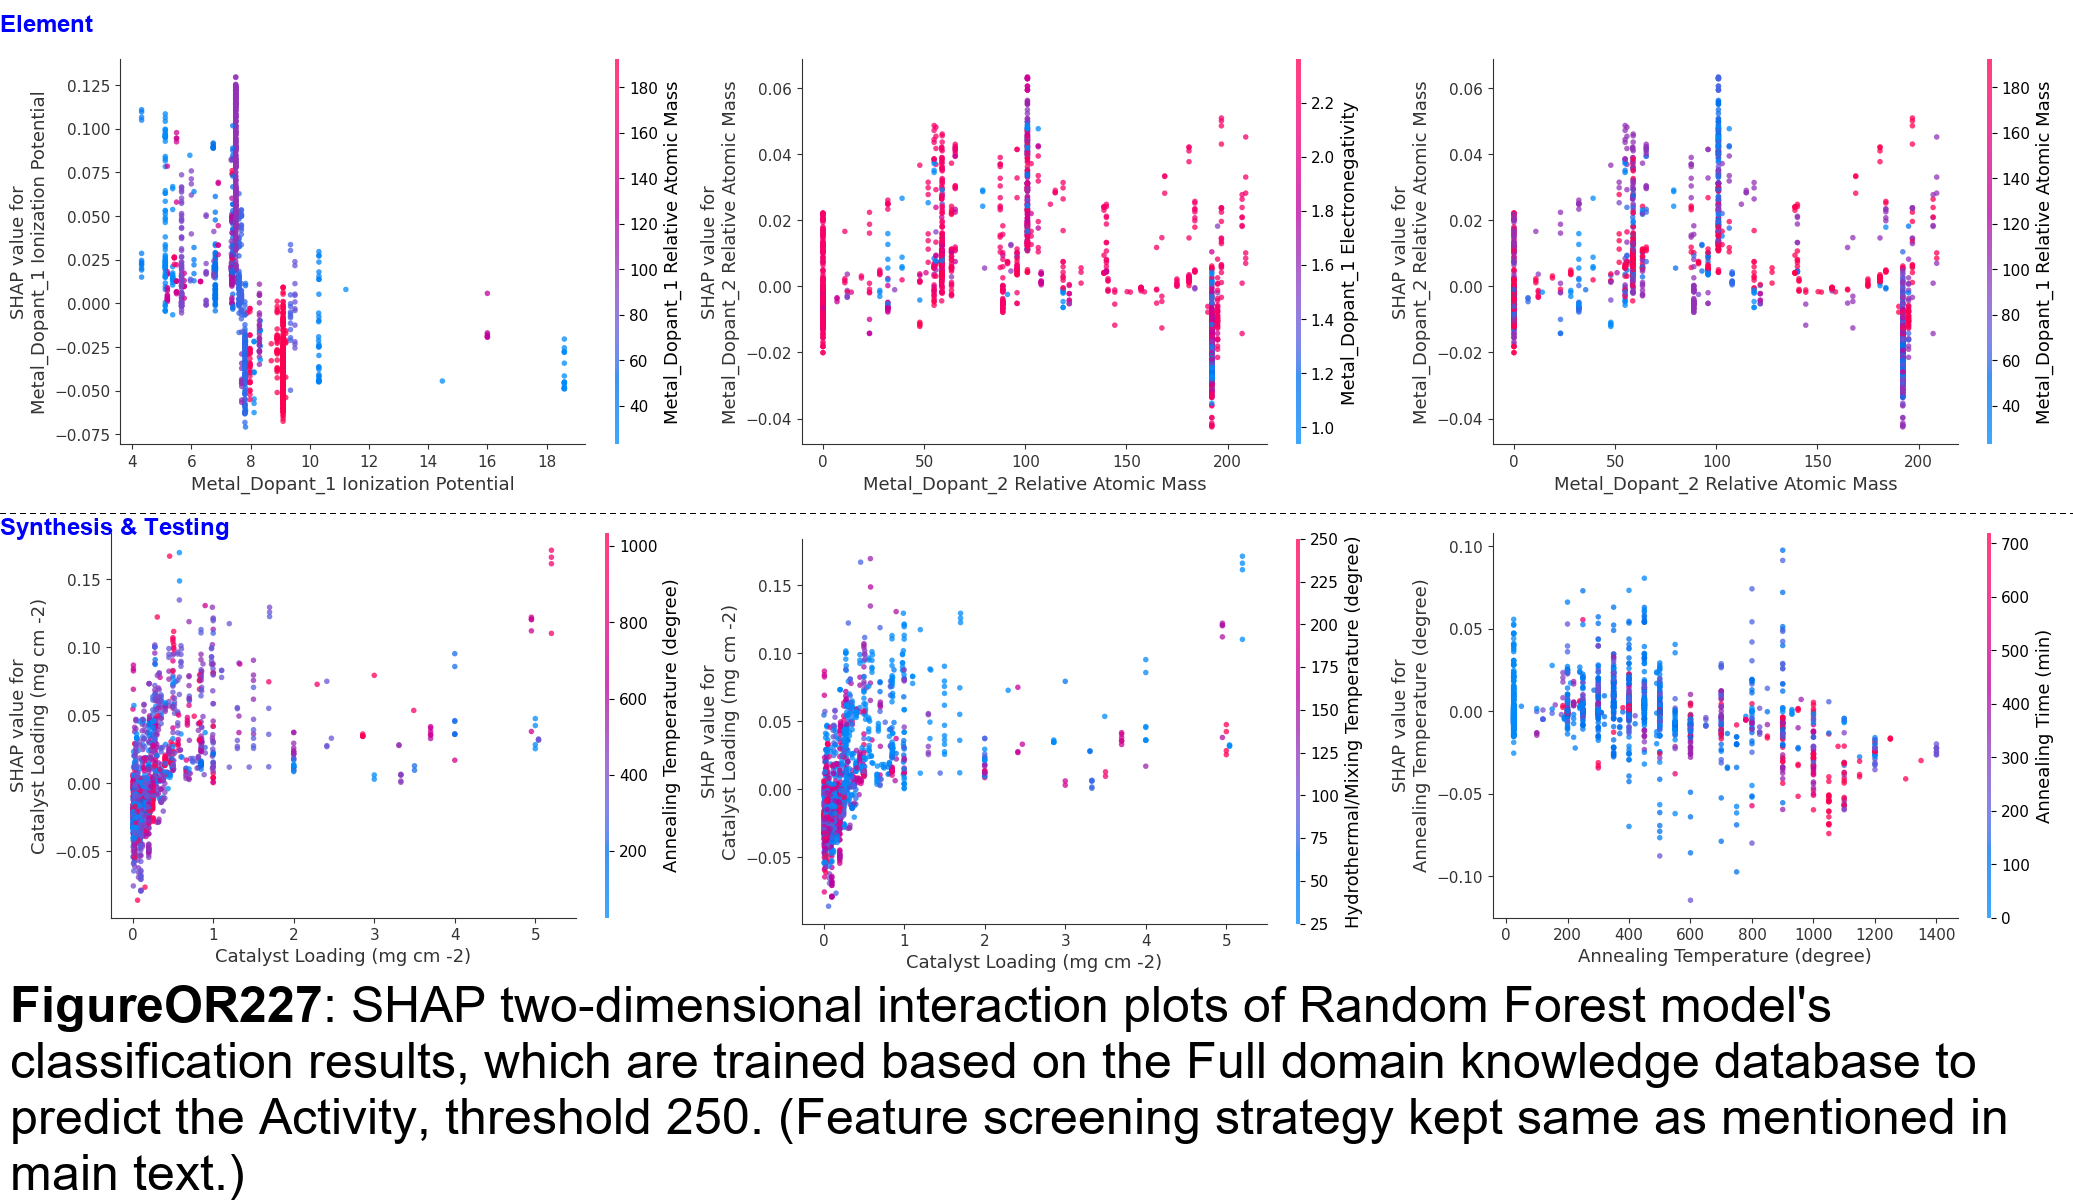 Element
SHAP value for
Metal_Dopant_1 Ionization Potential
0.125
0.100
0.075
0.050
0.025
0.000
−0.025
−0.050
−0.075
4 6 8 10 12 14 16 18
Metal_Dopant_1 Ionization Potential
180
160
140
120
100
80
60
40
Metal_Dopant_1 Relative Atomic Mass
SHAP value for
Metal_Dopant_2 Relative Atomic Mass
0.06
0.04
0.02
0.00
−0.02
−0.04
0 50 100 150 200
Metal_Dopant_2 Relative Atomic Mass
2.2
2.0
1.8
1.6
1.4
1.2
1.0
Metal_Dopant_1 Electronegativity
SHAP value for
Metal_Dopant_2 Relative Atomic Mass
0.06
0.04
0.02
0.00
−0.02
−0.04
0 50 100 150 200
Metal_Dopant_2 Relative Atomic Mass
180
160
140
120
100
80
60
40
Metal_Dopant_1 Relative Atomic Mass
Synthesis & Testing
SHAP value for
Catalyst Loading (mg cm -2)
0.15
0.10
0.05
0.00
−0.05
0 1 2 3 4 5
Catalyst Loading (mg cm -2)
1000
800
600
400
200
Annealing Temperature (degree)
SHAP value for
Catalyst Loading (mg cm -2)
0.15
0.10
0.05
0.00
−0.05
0 1 2 3 4 5
Catalyst Loading (mg cm -2)
250
225
200
175
150
125
100
75
50
25
Hydrothermal/Mixing Temperature (degree)
SHAP value for
Annealing Temperature (degree)
0.10
0.05
0.00
−0.05
−0.10
0 200 400 600 800 1000 1200 1400
Annealing Temperature (degree)
700
600
500
400
300
200
100
0
Annealing Time (min)
FigureOR227: SHAP two-dimensional interaction plots of Random Forest model's
classification results, which are trained based on the Full domain knowledge database to
predict the Activity, threshold 250. (Feature screening strategy kept same as mentioned in
main text.)